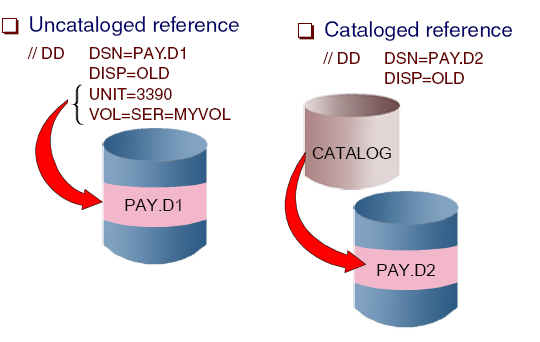 Uncataloged reference
// DD DSN=PAY.D1
DISP=OLD
UNIT=3390
VOL=SER=MYVOL
PAY.D1
Cataloged reference
// DD DSN=PAY.D2
DISP=OLD
CATALOG
PAY.D2